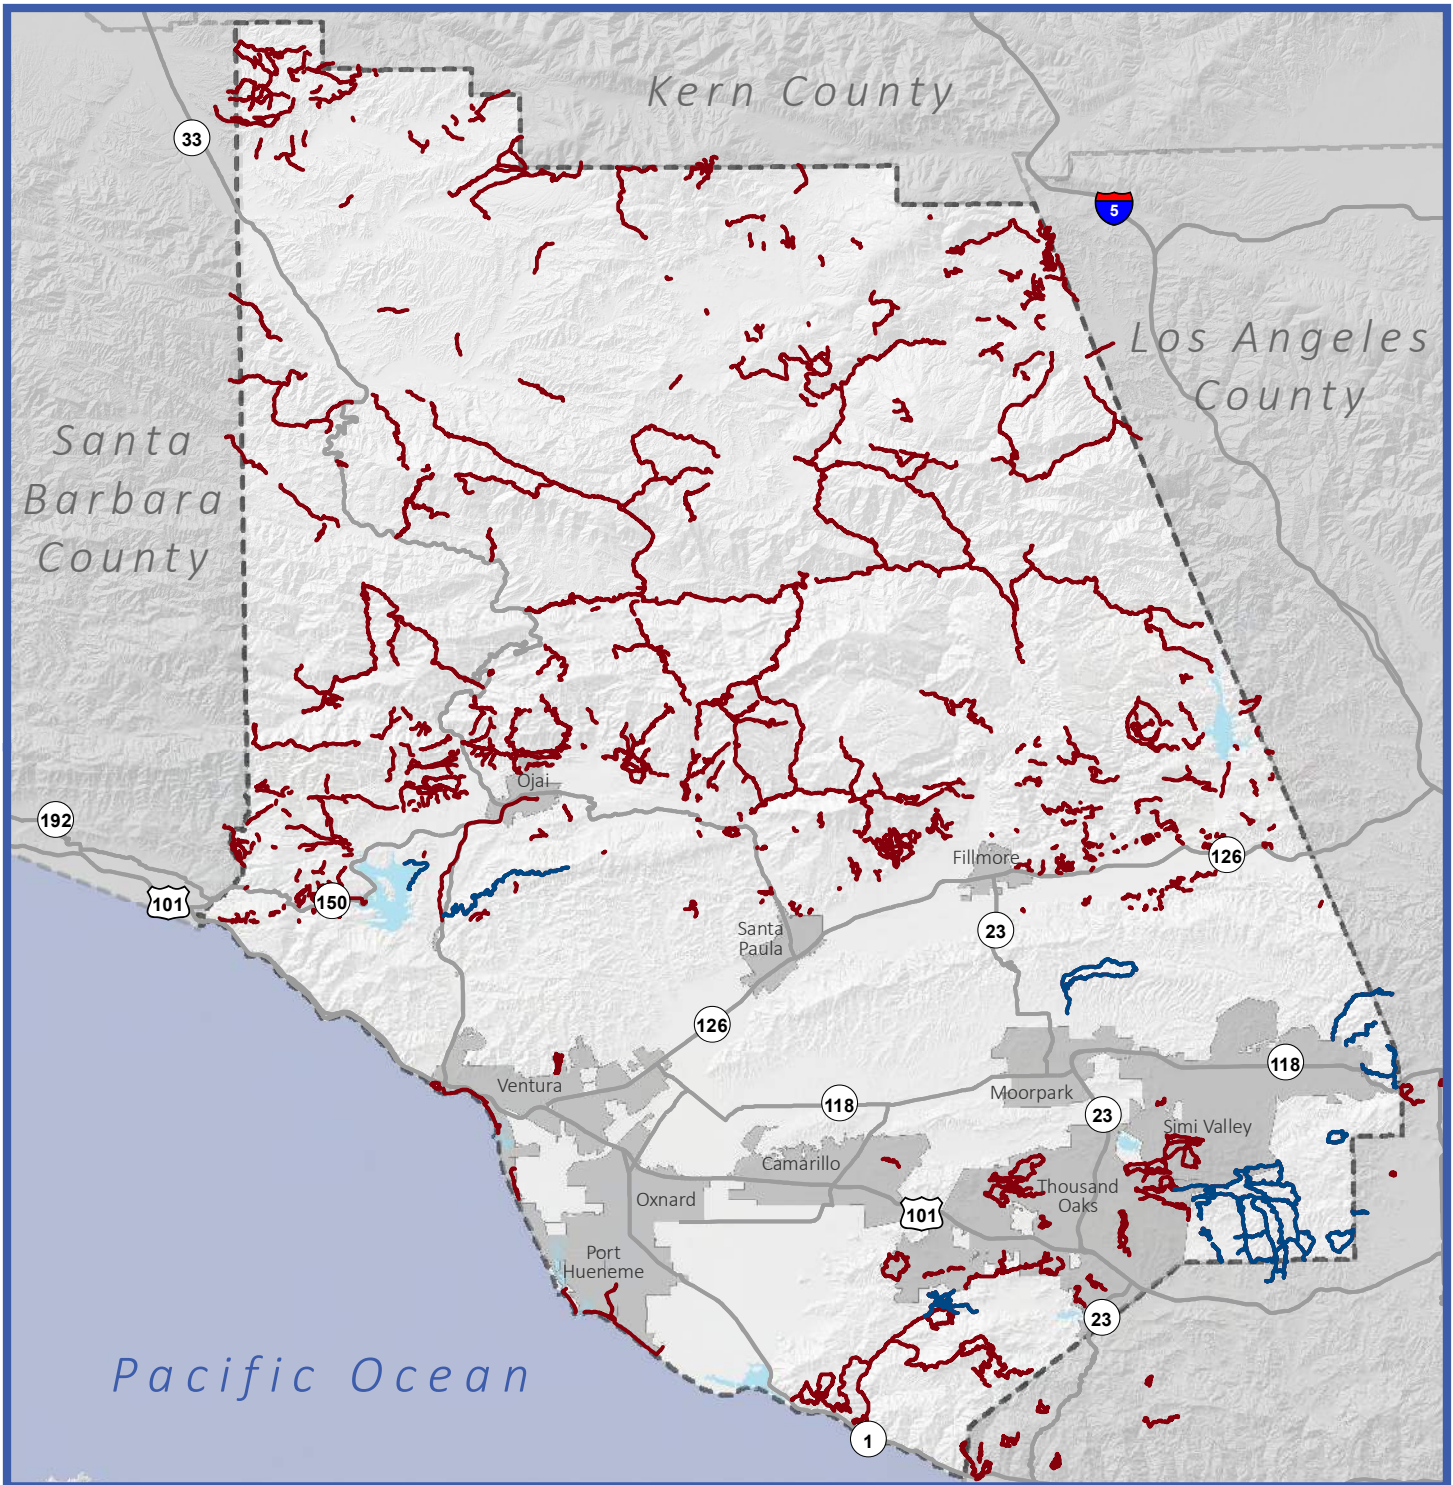 Kern County
33
5
Los Angeles
County
Santa
Barbara
County
Ojai
192
Fillmore
126
101
150
23
Santa
Paula
126
118
Ventura
Moorpark
118
23
Simi Valley
Camarillo
Thousand
Oaks
Oxnard
101
Port
Hueneme
23
Pacific Ocean
1